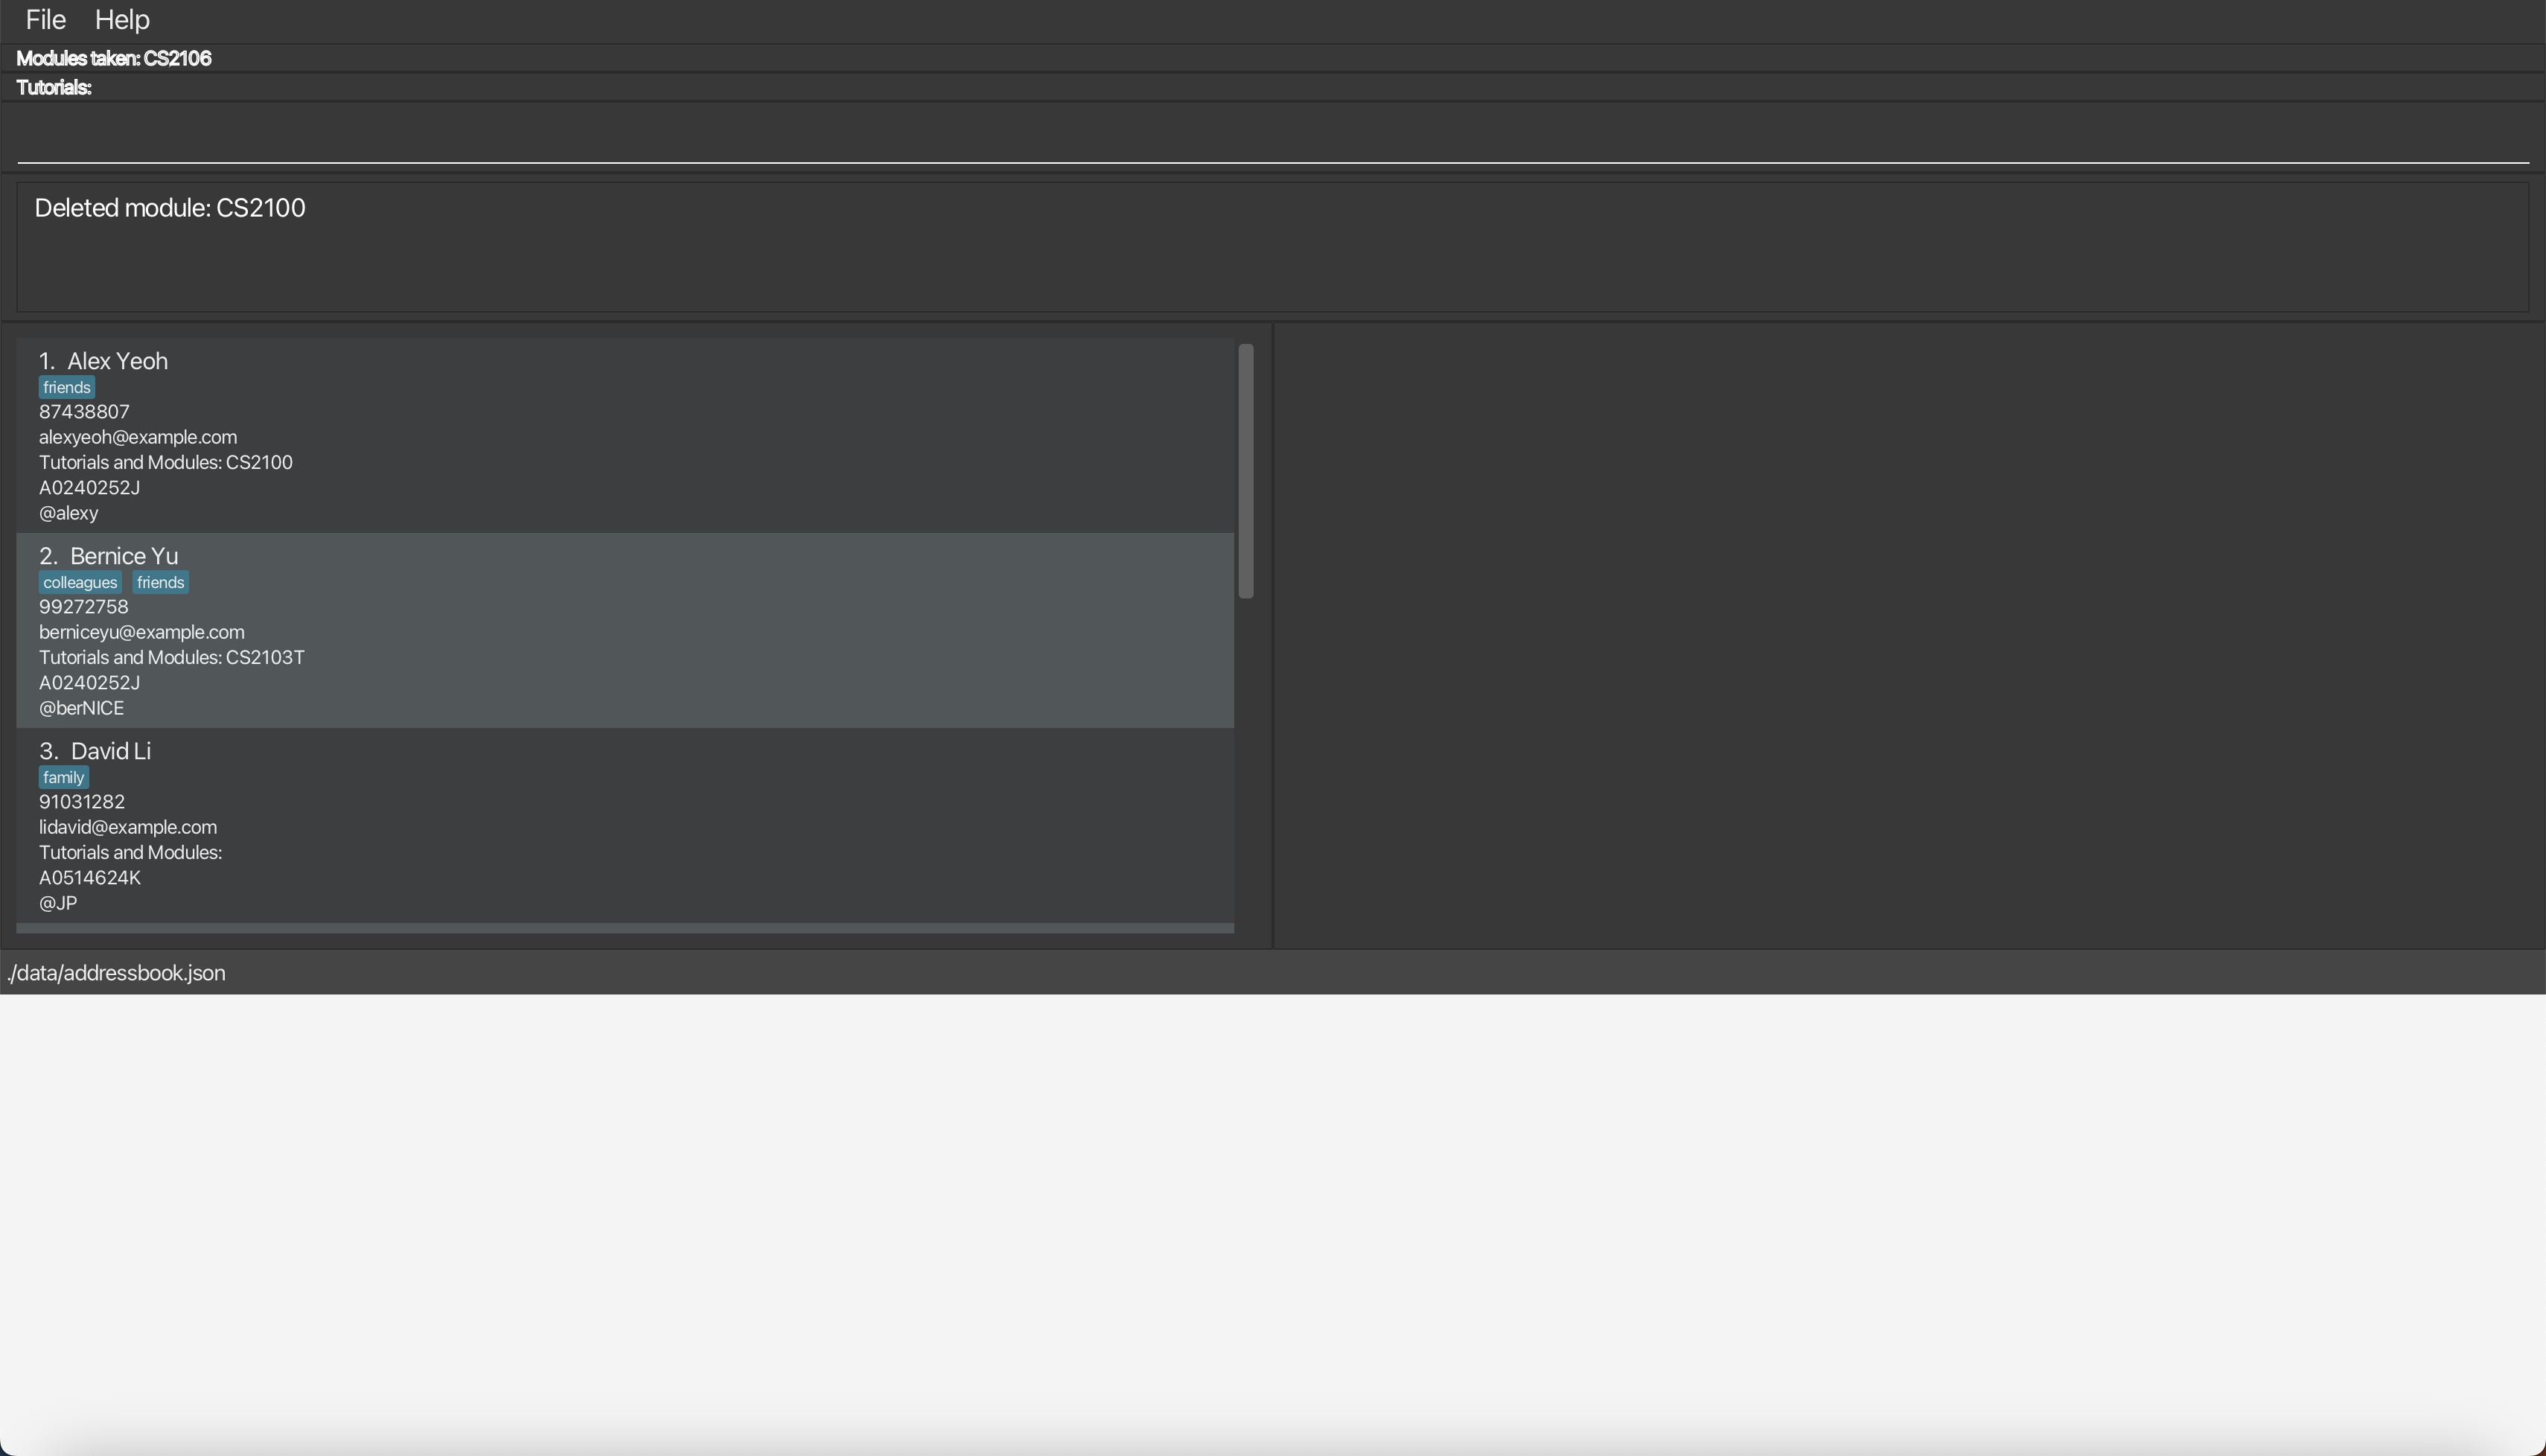 File Help
Modules taken: CS2106
Tutorials:
Deleted module: CS2100
1. Alex Yeoh
friends
87438807
alexyeoh@example.com
Tutorials and Modules: CS2100
A0240252J
@alexy
2. Bernice Yu
colleagues friends
99272758
berniceyu@example.com
Tutorials and Modules: CS2103T
A0240252J
@berNICE
3. David Li
family
91031282
lidavid@example.com
Tutorials and Modules:
A0514624K
@JP
./data/addressbook.json